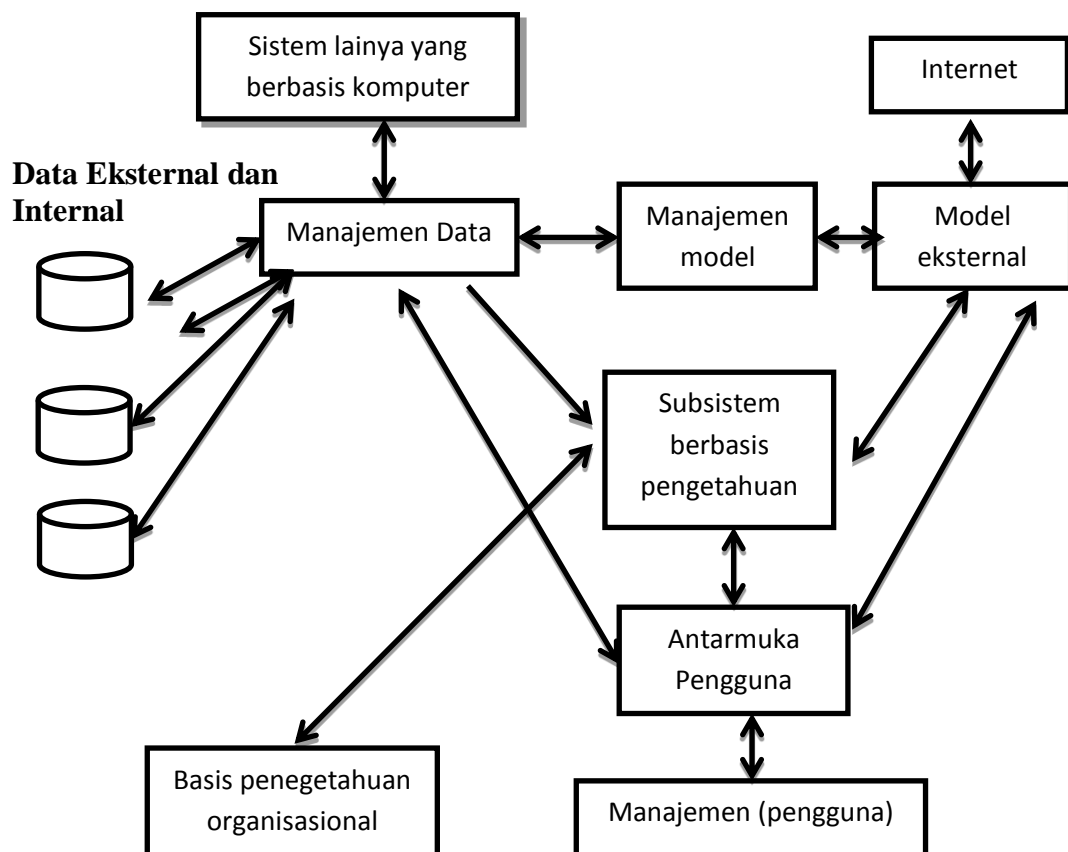 Sistem lainya yang
berbasis komputer
Internet
Data Eksternal dan
Internal
Manajemen Data
Manajemen
model
Model
eksternal
Subsistem
berbasis
pengetahuan
Antarmuka
Pengguna
Basis penegetahuan
organisasional
Manajemen (pengguna)